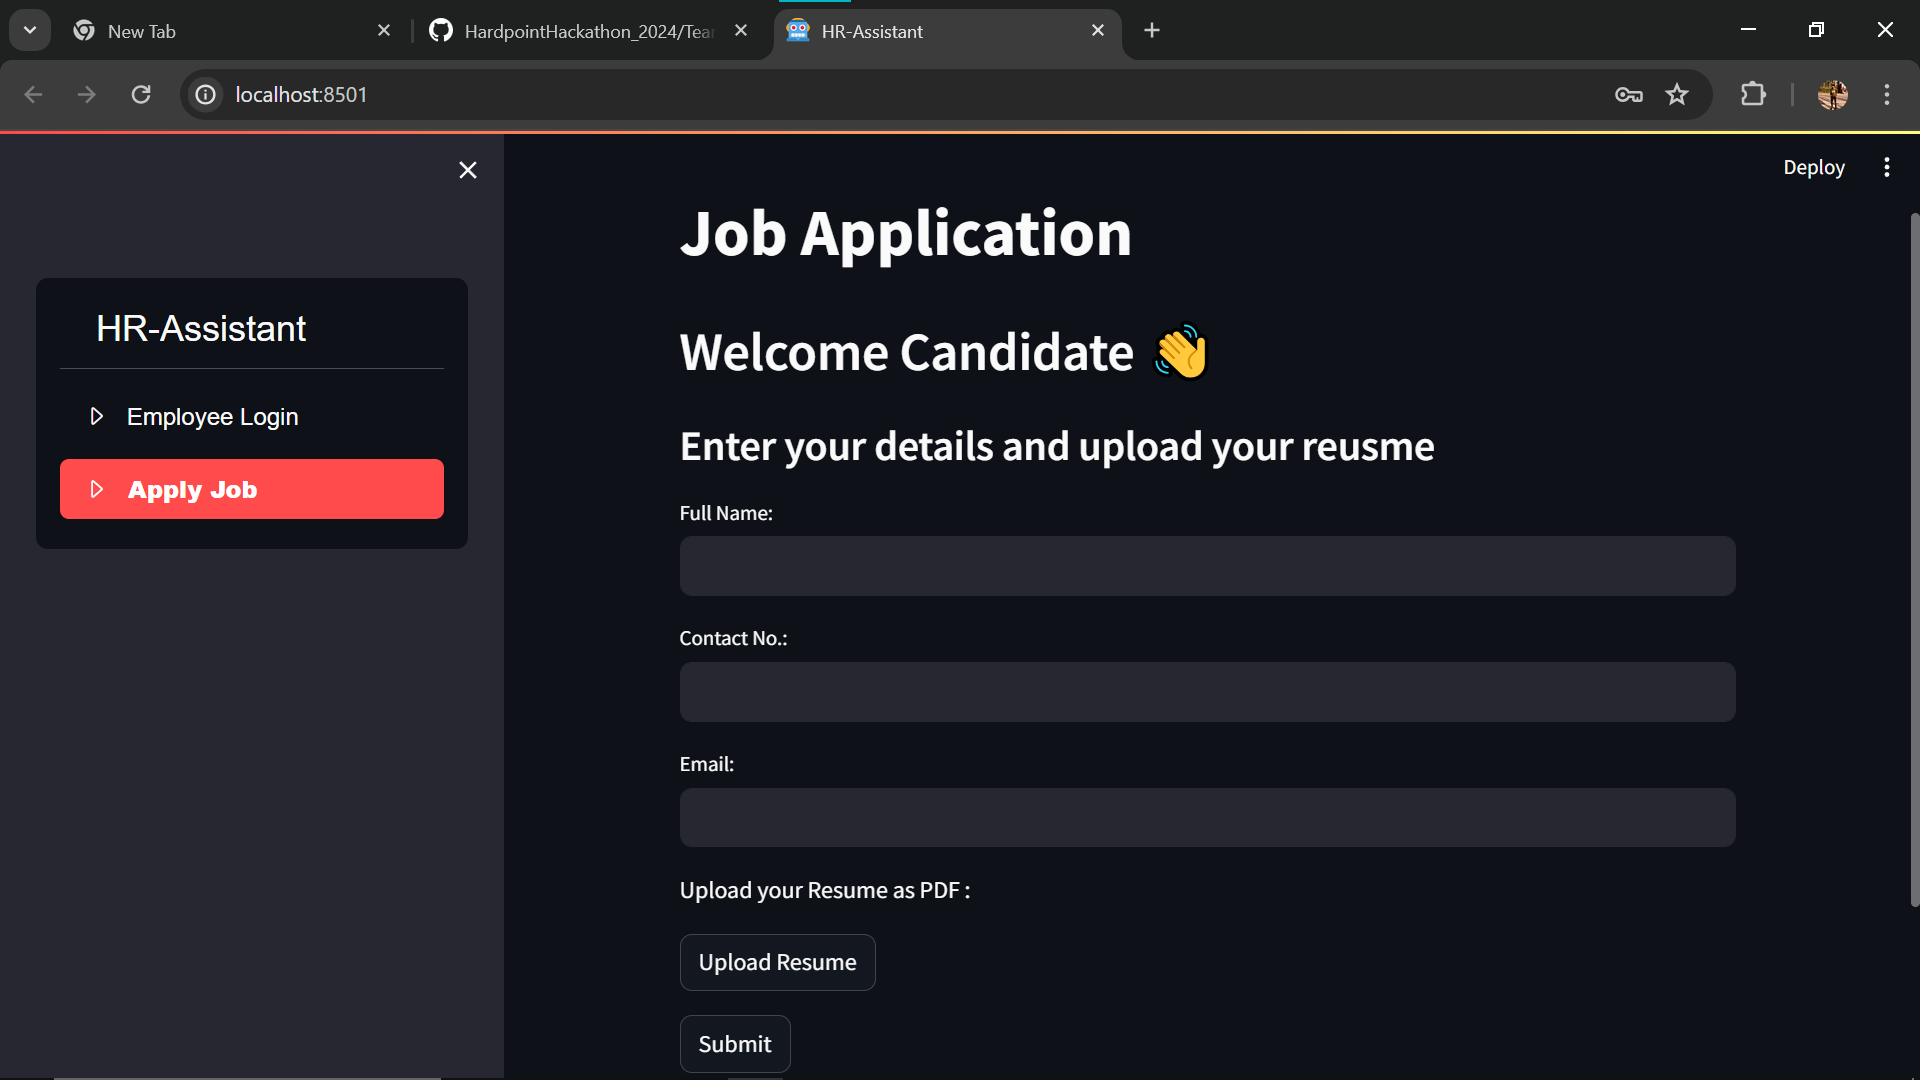 New Tab
HardpointHackathon_2024/Tea
HR-Assistant
localhost:8501
Deploy
HR-Assistant
Employee Login
Apply Job
Job Application
Welcome Candidate 👋
Enter your details and upload your reusme
Full Name:
Contact No.:
Email:
Upload your Resume as PDF :
Upload Resume
Submit